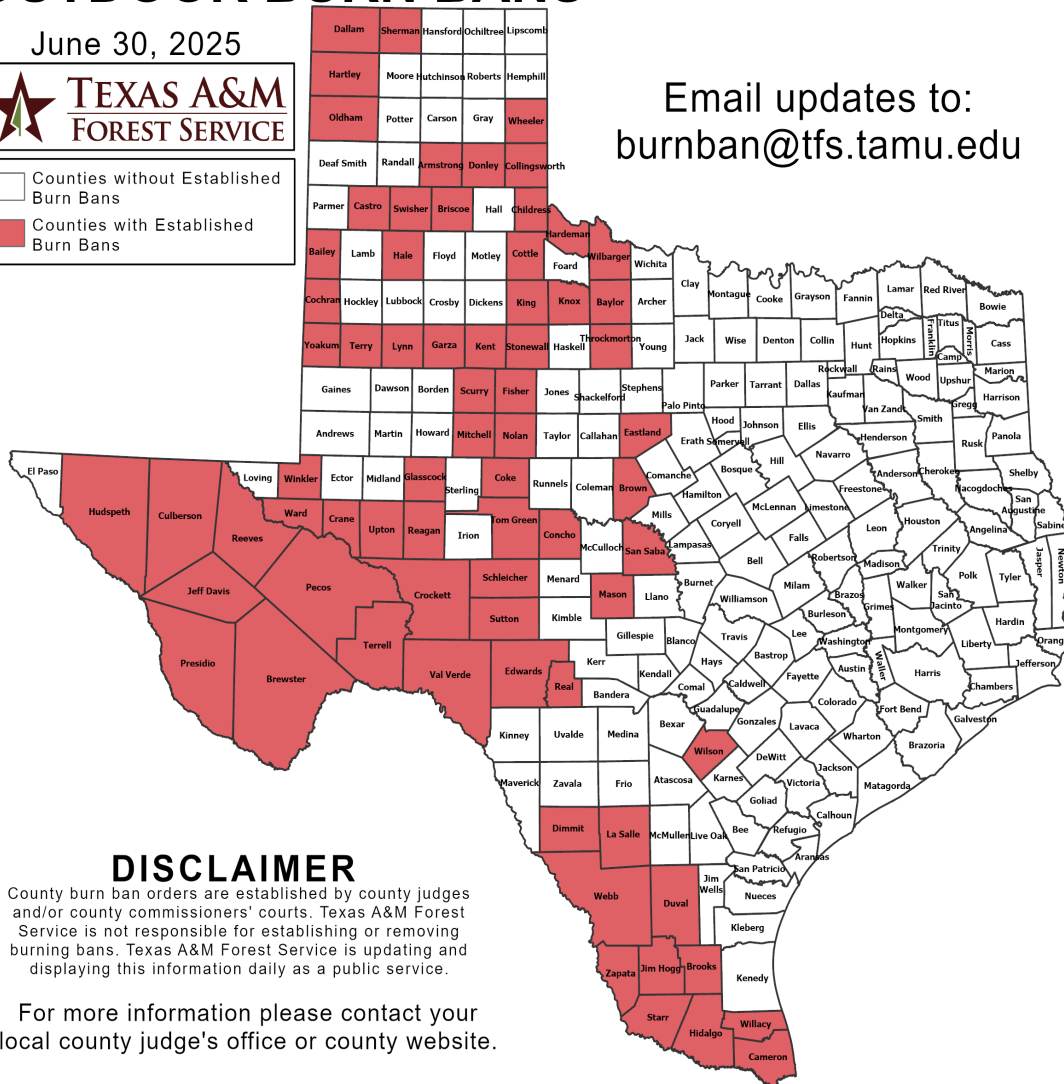 OUTDOOR BURN BANS
June 30, 2025
TEXAS A&M
FOREST SERVICE
Counties without Established
Burn Bans
Counties with Established
Burn Bans
Email updates to:
burnban@tfs.tamu.edu
Dallam Sherman Hansford Ochiltree Lipscomb
Hartley Moore Hutchinson Roberts Hemphill
Oldham Potter Carson Gray Wheeler
Deaf Smith Randall Armstrong Donley Collingsworth
Parmer Castro Swisher Briscoe Hall Childress
Hardeman
Bailey Lamb Hale Floyd Motley Cottle Foard Wilbarger Wichita
Clay Montague Cooke Grayson Fannin Lamar Red River Bowie
Cochran Hockley Lubbock Crosby Dickens King Knox Baylor Archer
Delta Franklin Titus Morris Cass
Yoakum Terry Lynn Garza Kent Stonewall Haskell Throckmorton Young Jack Wise Denton Collin Hunt Hopkins
Camp
Rockwall Rains Wood Upshur Marion
Gaines Dawson Borden Scurry Fisher Jones Shackelford Stephens Palo Pinto Parker Tarrant Dallas Kaufman Van Zandt Gregg Harrison
Andrews Martin Howard Mitchell Nolan Taylor Callahan Eastland Erath Hood Somervell Johnson Ellis Henderson Smith Rusk Panola
El Paso Hudspeth Culberson Loving Winkler Ector Midland Glasscock Sterling Coke Runnels Coleman Brown Comanche Hamilton Bosque Hill Navarro Freestone Anderson Cherokee Nacogdoches Shelby
San
Augustine
Sabine
Reeves Ward Crane Upton Reagan Irion Tom Green Concho McCulloch San Saba Mills Lampasas Coryell McLennan Limestone Falls Leon Houston Angelina
Jeff Davis Pecos Crockett Schleicher Menard Mason Llano Burnet Bell Milam Robertson Madison Trinity Polk Tyler Jasper Newton
Terrell Sutton Kimble Williamson Brazos Burleson Grimes Walker
San
Jacinto
Hardin
Presidio Brewster Val Verde Edwards Real Kerr Gillespie Blanco Travis Lee Washington Montgomery Liberty Orang
Bandera Kendall Hays Comal Bastrop Caldwell Fayette Austin Waller Harris Chambers Jefferson
Kinney Uvalde Medina Bexar Guadalupe Gonzales Lavaca Colorado Wharton Fort Bend Brazoria Galveston
Maverick Zavala Frio Atascosa Wilson Karnes DeWitt Victoria Jackson Matagorda
Dimmit La Salle McMullen Live Oak Bee Goliad Refugio Calhoun Aransas
Webb Duval
Jim
Wells
San Patricio Nueces
Kleberg
Zapata Jim Hogg Brooks Kenedy
Starr Hidalgo Willacy
Cameron
DISCLAIMER
County burn ban orders are established by county judges
and/or county commissioners' courts. Texas A&M Forest
Service is not responsible for establishing or removing
burning bans. Texas A&M Forest Service is updating and
displaying this information daily as a public service.
For more information please contact your
local county judge's office or county website.